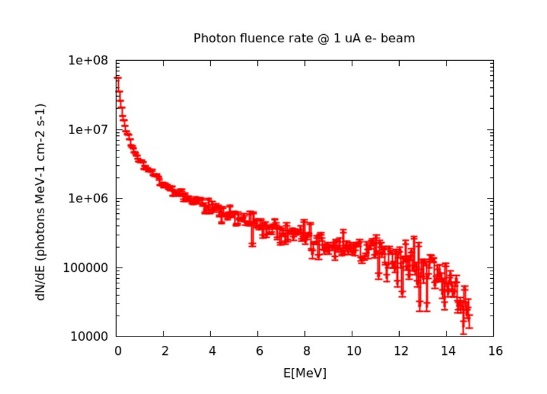 Photon fluence rate @ 1 uA e- beam
dN/dE (photons MeV-1 cm-2 s-1)
1e+08
1e+07
1e+06
100000
10000
0 2 4 6 8 10 12 14 16
E[MeV]